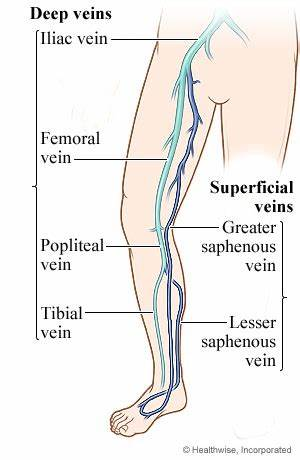 Deep veins
Iliac vein
Femoral
vein
Popliteal
vein
Tibial
vein
Superficial
veins
Greater
saphenous
vein
Lesser
saphenous
vein
© Healthwise, Incorporated